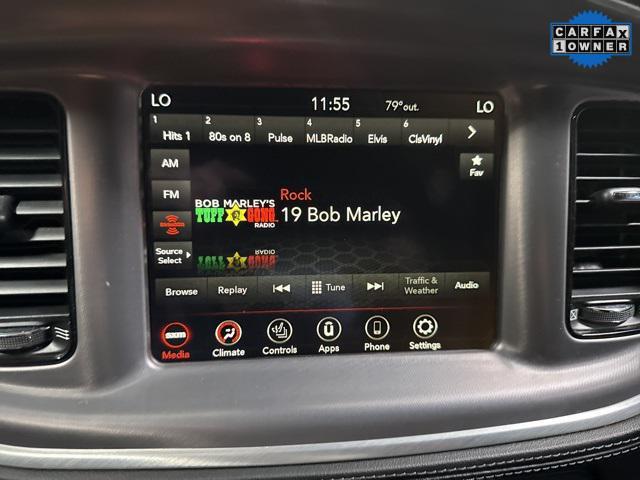 CARFAX
1 OWNER
LO 11:55 79°out. LO
1 2 3 4 5 6
Hits 1 80s on 8 Pulse MLBRadio Elvis ClsVinyl
AM
Fav
FM
Rock
BOB MARLEY'S
TUFF GONG
RADIO
19 Bob Marley
Source
Select
Browse Replay Tune Traffic & Weather Audio
SXM
Media Climate Controls Apps Phone Settings